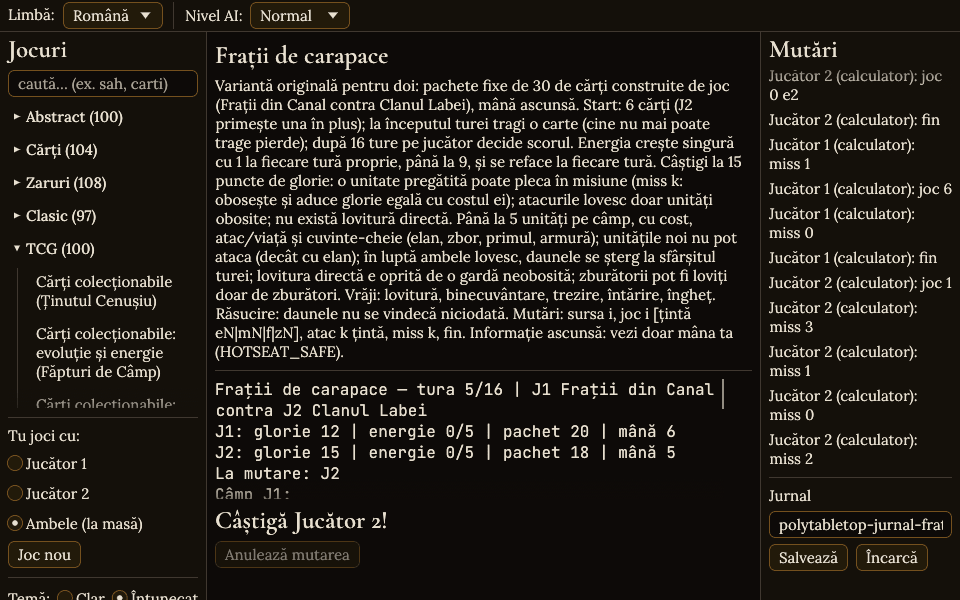 Limbă: Română ▼ Nivel AI: Normal ▼
Jocuri
caută... (ex. sah, carti)
▸ Abstract (100)
▸ Cărți (104)
▸ Zaruri (108)
▸ Clasic (97)
▾ TCG (100)
Cărți colecționabile
(Ținutul Cenușiu)
Cărți colecționabile:
evoluție și energie
(Făpturi de Câmp)
Cărți colecționabile:
Tu joci cu:
Jucător 1
Jucător 2
Ambele (la masă)
Joc nou
Temă: Clar Întunecat
Frații de carapace
Variantă originală pentru doi: pachete fixe de 30 de cărți construite de joc
(Frații din Canal contra Clanul Labei), mână ascunsă. Start: 6 cărți (J2
primește una în plus); la începutul turei tragi o carte (cine nu mai poate
trage pierde); după 16 ture pe jucător decide scorul. Energia crește singură
cu 1 la fiecare tură proprie, până la 9, și se reface la fiecare tură. Câștigi la 15
puncte de glorie: o unitate pregătită poate pleca în misiune (miss k:
obosește și aduce glorie egală cu costul ei); atacurile lovesc doar unități
obosite; nu există lovitură directă. Până la 5 unități pe câmp, cu cost,
atac/viață și cuvinte-cheie (elan, zbor, primul, armură); unitățile noi nu pot
ataca (decât cu elan); în luptă ambele lovesc, daunele se șterg la sfârșitul
turei; lovitura directă e oprită de o gardă neobosită; zburătorii pot fi loviți
doar de zburători. Vrăji: lovitură, binecuvântare, trezire, întărire, îngheț.
Răsucire: daunele nu se vindecă niciodată. Mutări: sursa i, joc i [țintă
eN|mN|f|zN], atac k țintă, miss k, fin. Informație ascunsă: vezi doar mâna ta
(HOTSEAT_SAFE).
Frații de carapace — tura 5/16 | J1 Frații din Canal
contra J2 Clanul Labei
J1: glorie 12 | energie 0/5 | pachet 20 | mână 6
J2: glorie 15 | energie 0/5 | pachet 18 | mână 5
La mutare: J2
Câmp J1:
Câștigă Jucător 2!
Anulează mutarea
Mutări
Jucător 2 (calculator): joc
0 e2
Jucător 2 (calculator): fin
Jucător 1 (calculator):
miss 1
Jucător 1 (calculator): joc 6
Jucător 1 (calculator):
miss 0
Jucător 1 (calculator): fin
Jucător 2 (calculator): joc 1
Jucător 2 (calculator):
miss 3
Jucător 2 (calculator):
miss 1
Jucător 2 (calculator):
miss 0
Jucător 2 (calculator):
miss 2
Jurnal
polytabletop-jurnal-frat
Salvează Încarcă